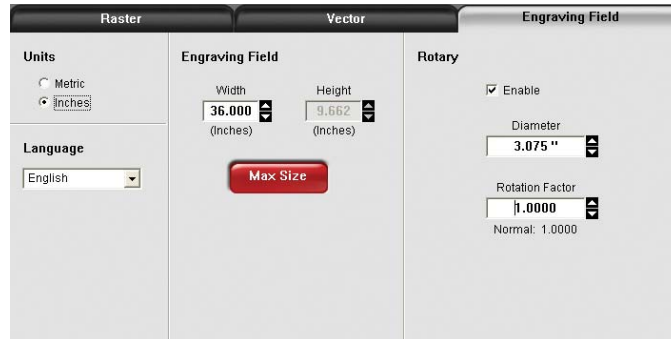 Raster
Vector
Engraving Field
Units
Metric
Inches
Language
English
Engraving Field
Width
Height
36.000
9.662
(Inches)
(Inches)
Max Size
Rotary
Enable
Diameter
3.075 "
Rotation Factor
1.0000
Normal: 1.0000